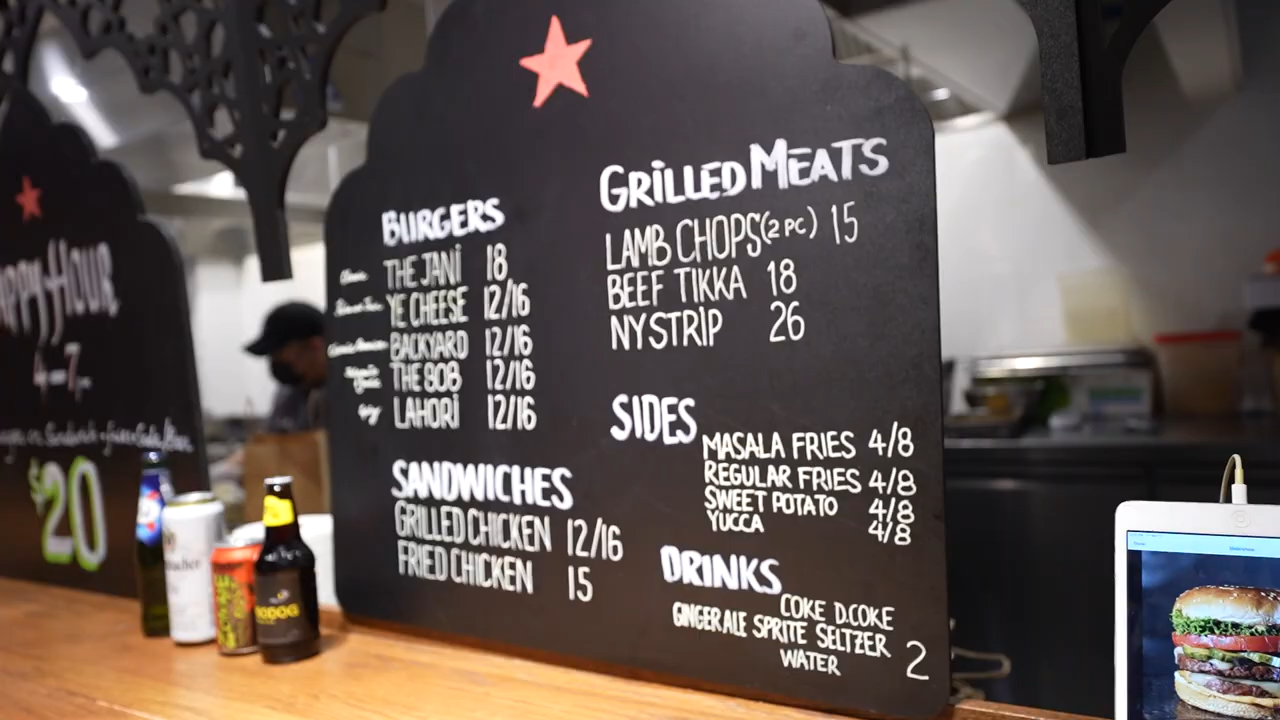 HOUR
4-7
$20
BURGERS
THE JANI 18
YE CHEESE 12/16
BACKYARD 12/16
THE 808 12/16
LAHORI 12/16
SANDWICHES
GRILLED CHICKEN 12/16
FRIED CHICKEN 15
GRILLED MEATS
LAMB CHOPS (2 PC) 15
BEEF TIKKA 18
NY STRIP 26
SIDES
MASALA FRIES 4/8
REGULAR FRIES 4/8
SWEET POTATO 4/8
YUCCA 4/8
DRINKS
COKE D.COKE
GINGERALE SPRITE SELTZER
WATER 2